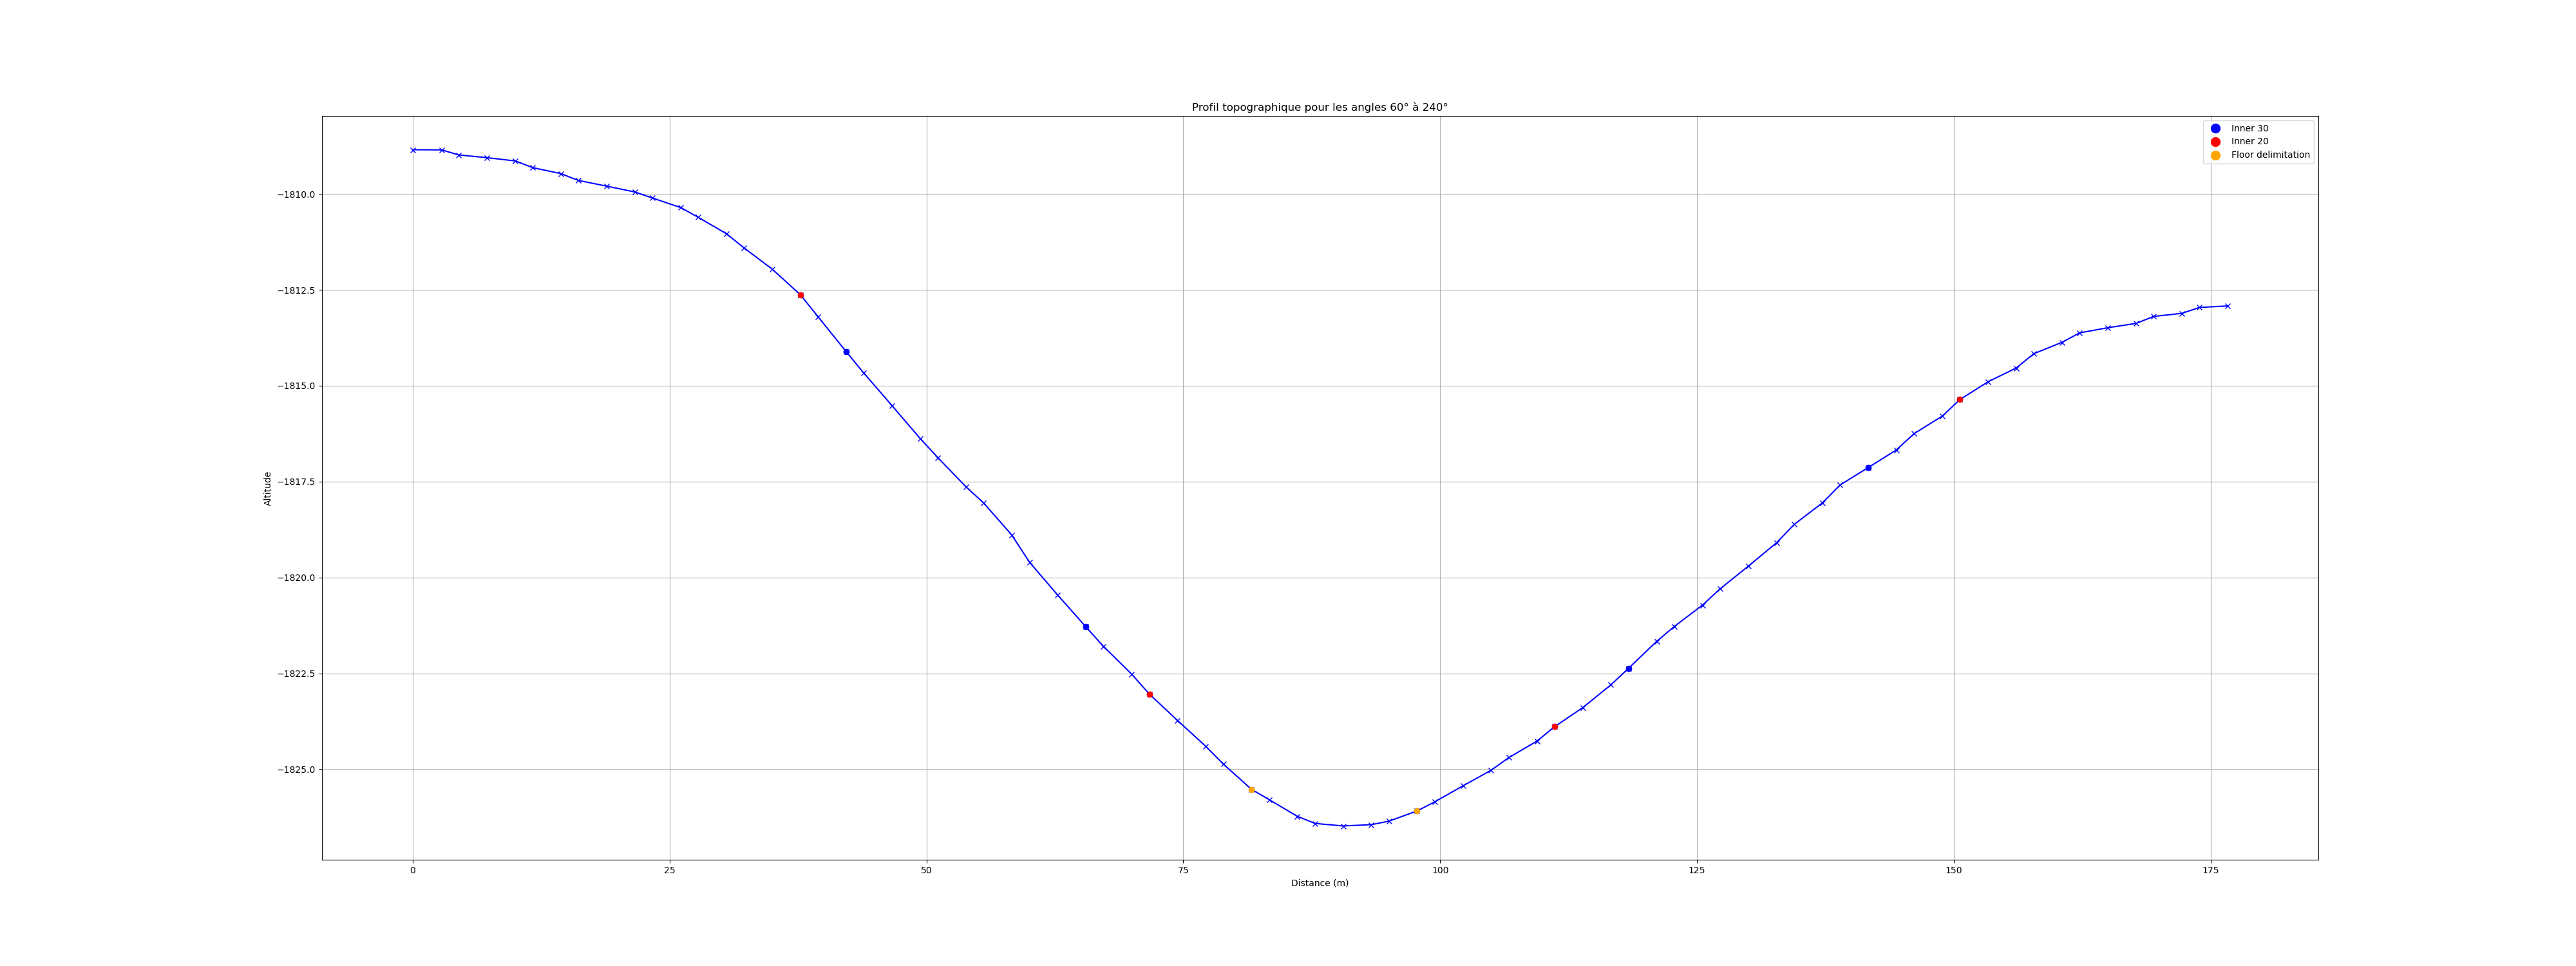 Profil topographique pour les angles 60° à 240°
Inner 30
Inner 20
Floor delimitation
−1810.0
−1812.5
−1815.0
−1817.5
−1820.0
−1822.5
−1825.0
Altitude
0 25 50 75 100 125 150 175
Distance (m)